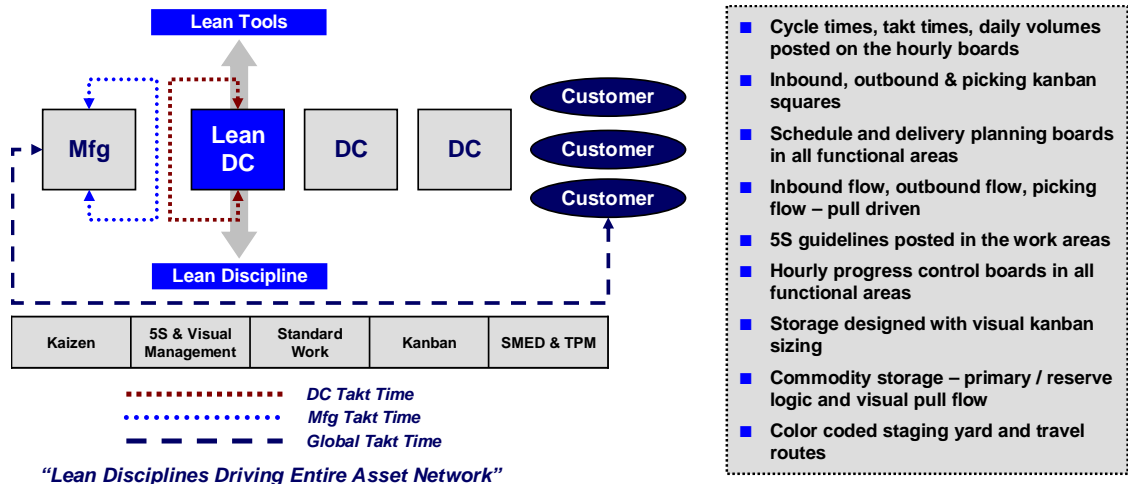 Lean Tools
Mfg
Lean
DC
DC
DC
Customer
Customer
Customer
Lean Discipline
Kaizen
5S & Visual
Management
Standard
Work
Kanban
SMED & TPM
DC Takt Time
Mfg Takt Time
Global Takt Time
“Lean Disciplines Driving Entire Asset Network”
Cycle times, takt times, daily volumes
posted on the hourly boards
Inbound, outbound & picking kanban
squares
Schedule and delivery planning boards
in all functional areas
Inbound flow, outbound flow, picking
flow – pull driven
5S guidelines posted in the work areas
Hourly progress control boards in all
functional areas
Storage designed with visual kanban
sizing
Commodity storage – primary / reserve
logic and visual pull flow
Color coded staging yard and travel
routes